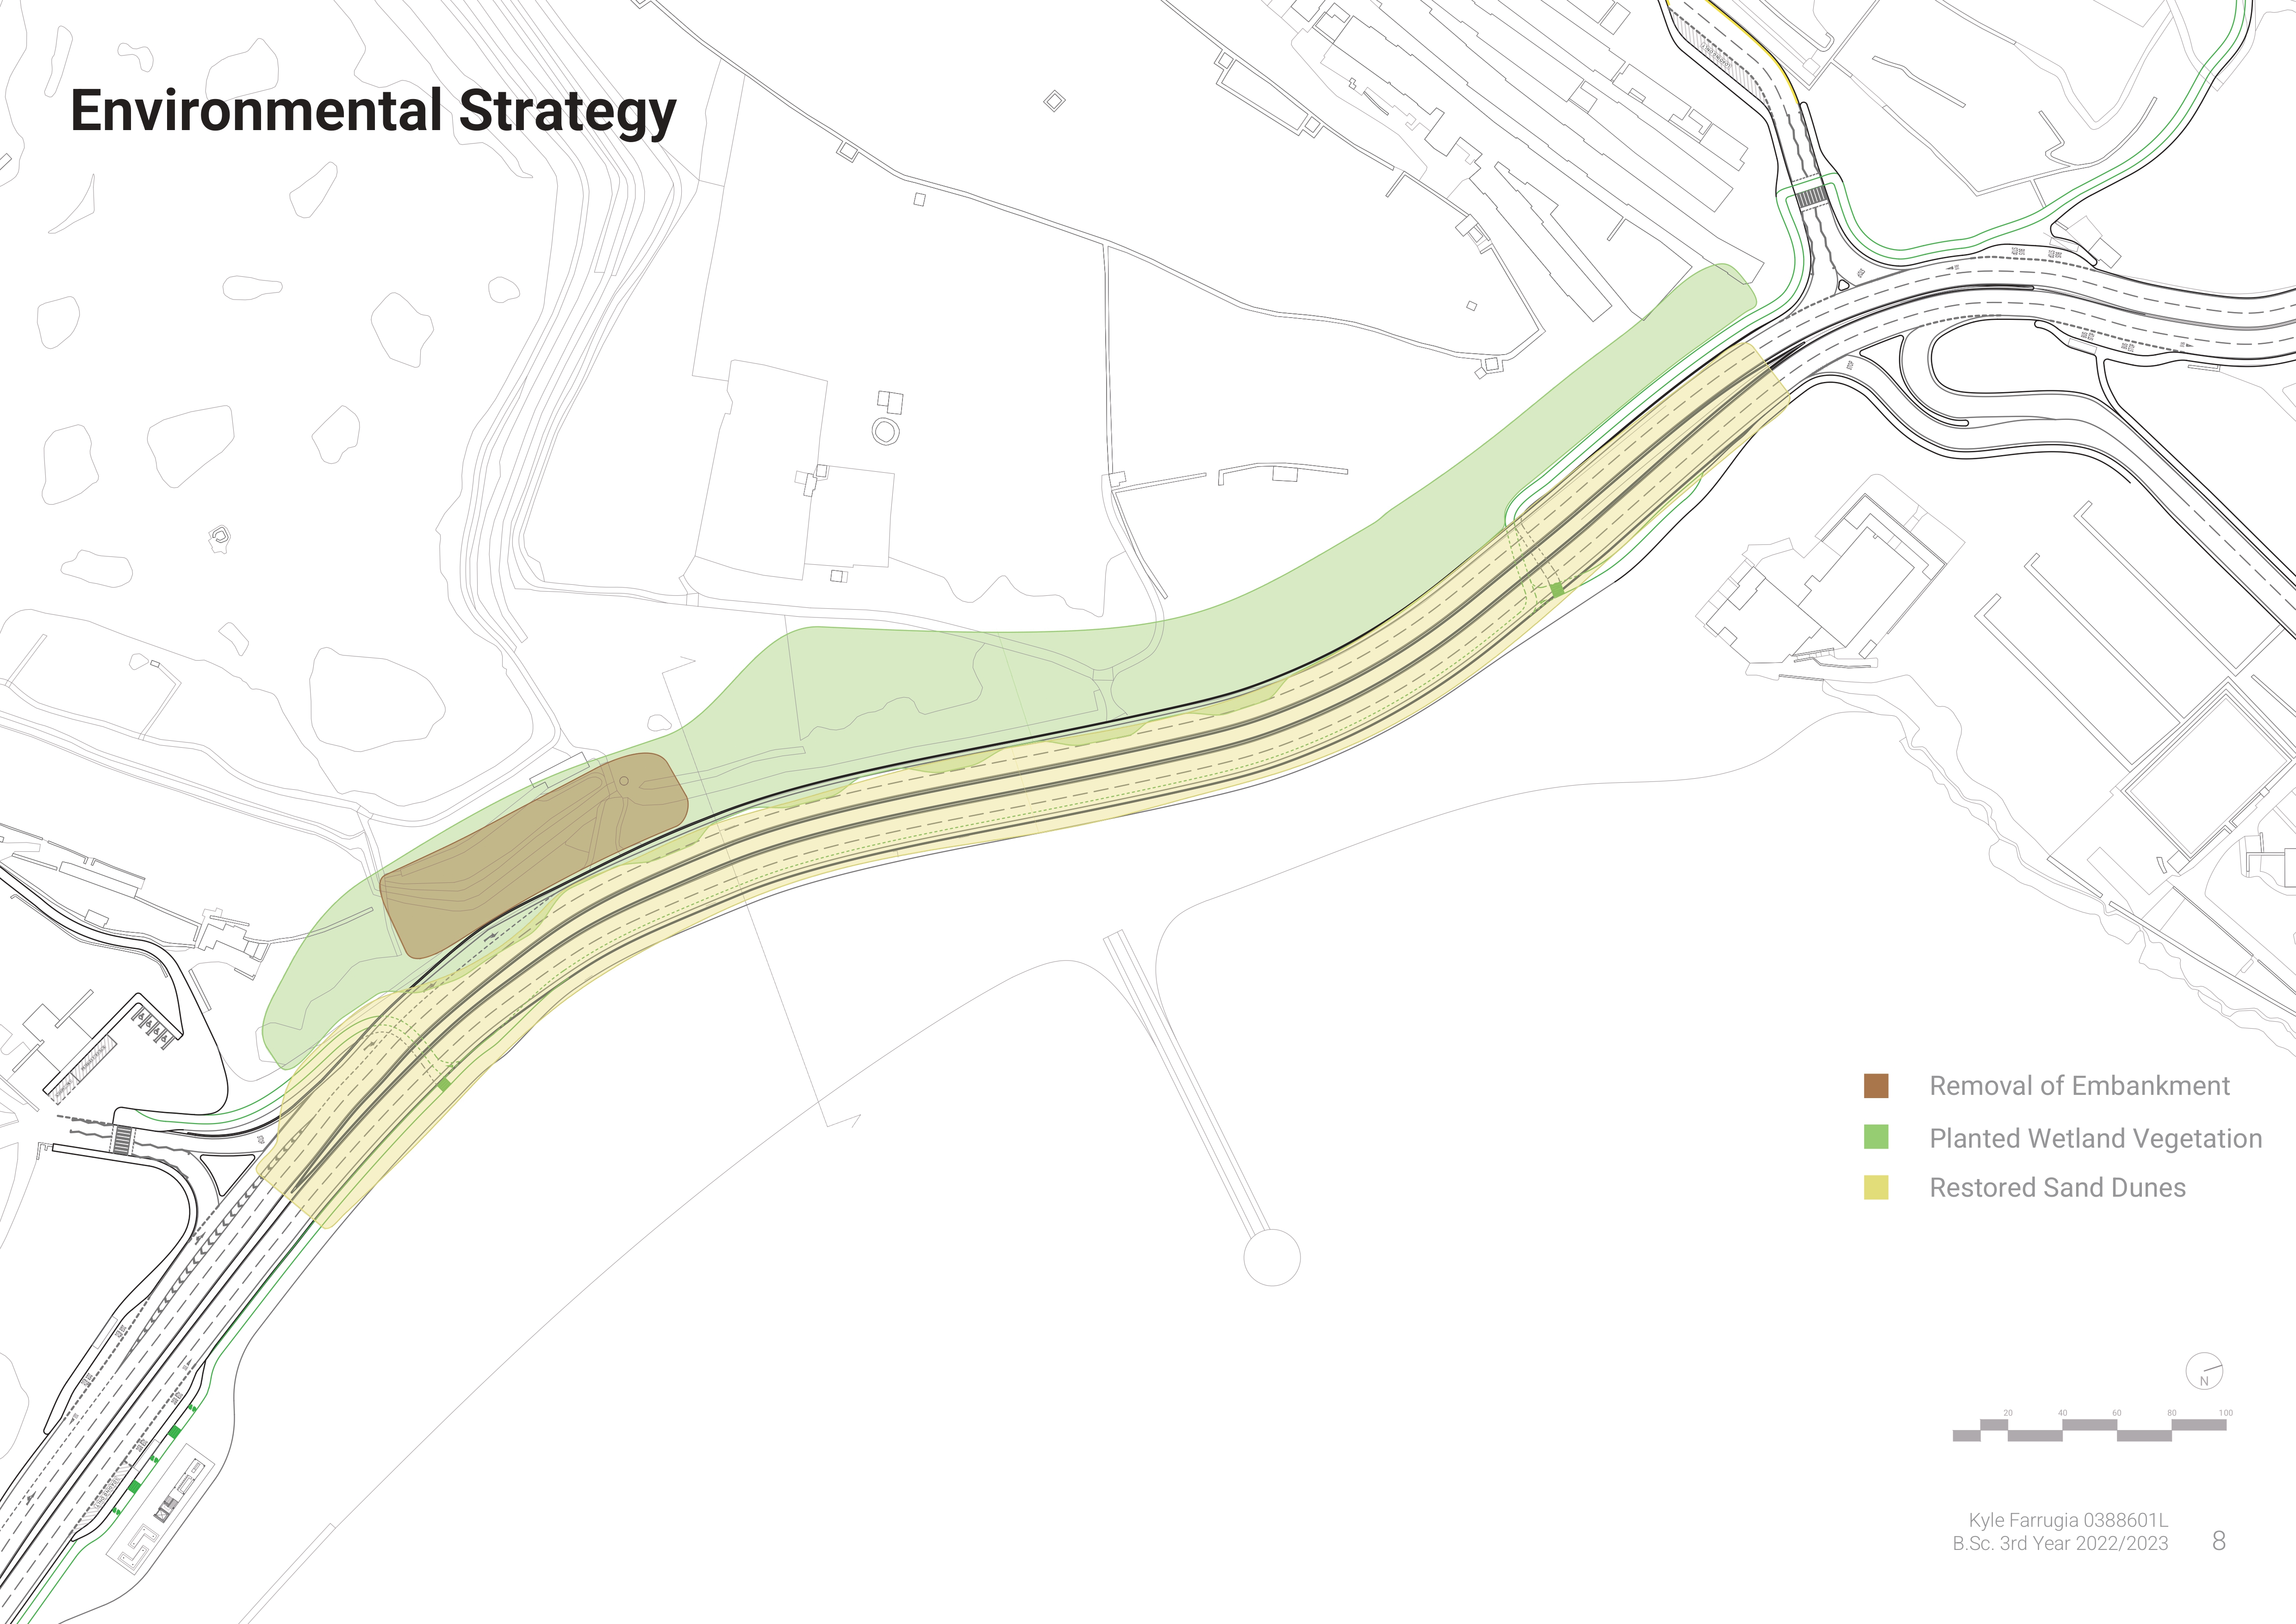 Environmental Strategy
Removal of Embankment
Planted Wetland Vegetation
Restored Sand Dunes
N
20 40 60 80 100
Kyle Farrugia 0388601L
B.Sc. 3rd Year 2022/2023
8